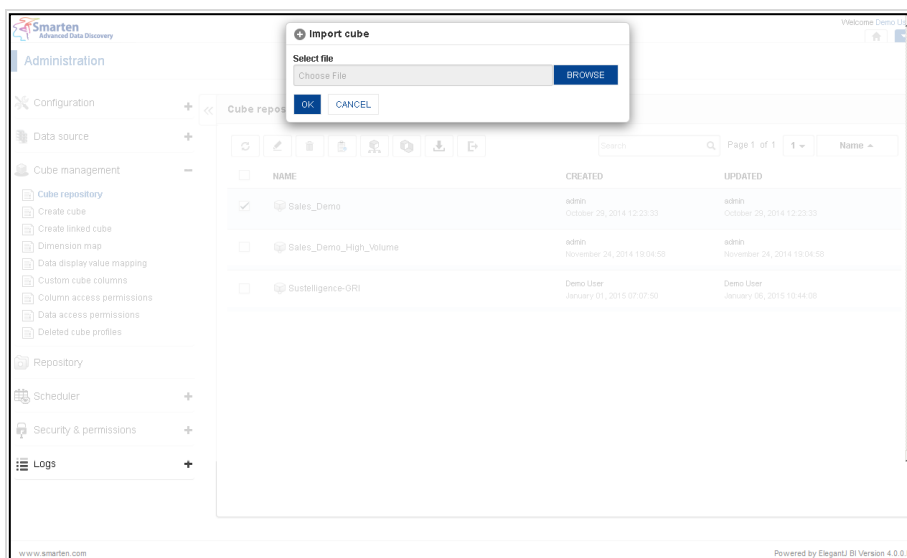 Smarten
Advanced Data Discovery
Welcome Demo Us
Administration
Import cube
Select file
Choose File
BROWSE
OK
CANCEL
Configuration
Data source
Cube management
Cube repository
Create cube
Create linked cube
Dimension map
Data display value mapping
Custom cube columns
Column access permissions
Data access permissions
Deleted cube profiles
Repository
Scheduler
Security & permissions
Logs
Cube repos
Search
Page 1 of 1
1
Name
NAME
CREATED
UPDATED
Sales_Demo
admin
October 28, 2014 12:23:32
admin
October 29, 2014 12:23:33
Sales_Demo_High_Volume
admin
November 24, 2014 19:04:58
admin
November 24, 2014 19:04:58
Sustelligence-GRI
Demo User
January 01, 2015 07:07:50
Demo User
January 06, 2015 10:44:06
www.smarten.com
Powered by ElegantJ BI Version 4.0.0.